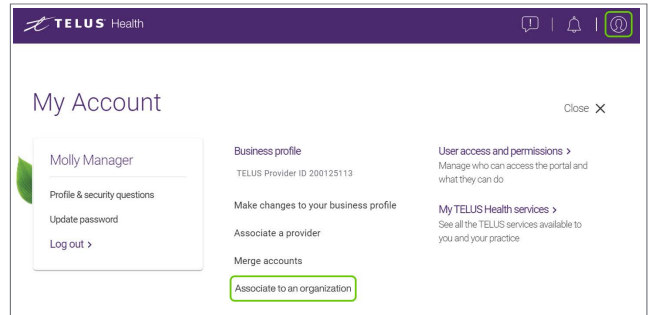 TELUS Health
My Account
Close
Molly Manager
Profile & security questions
Update password
Log out >
Business profile
TELUS Provider ID 200125113
Make changes to your business profile
Associate a provider
Merge accounts
Associate to an organization
User access and permissions >
Manage who can access the portal and
what they can do
My TELUS Health services >
See all the TELUS services available to
you and your practice